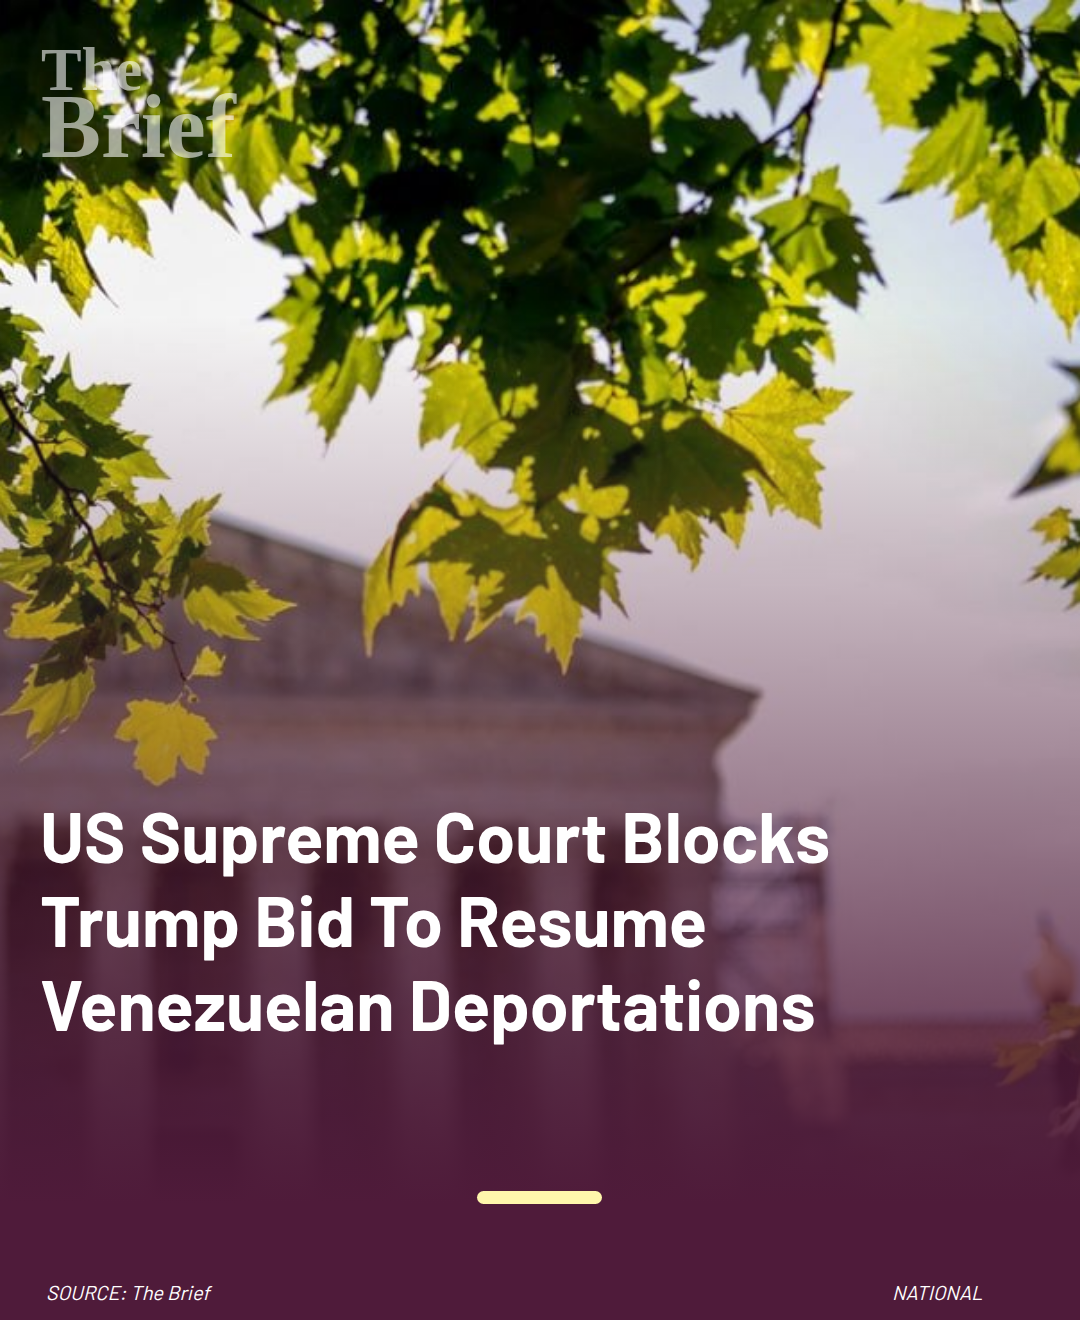 The
Brief
US Supreme Court Blocks
Trump Bid To Resume
Venezuelan Deportations
SOURCE: The Brief
NATIONAL